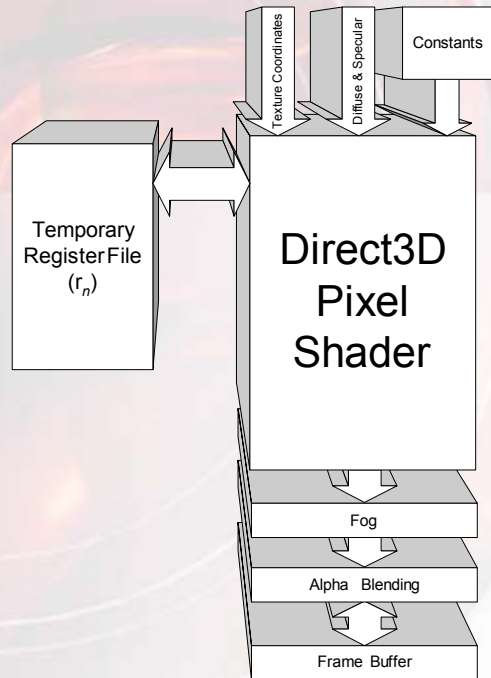 Texture Coordinates
Diffuse & Specular
Constants
Temporary
Register File
(rn)
Direct3D
Pixel
Shader
Fog
Alpha Blending
Frame Buffer